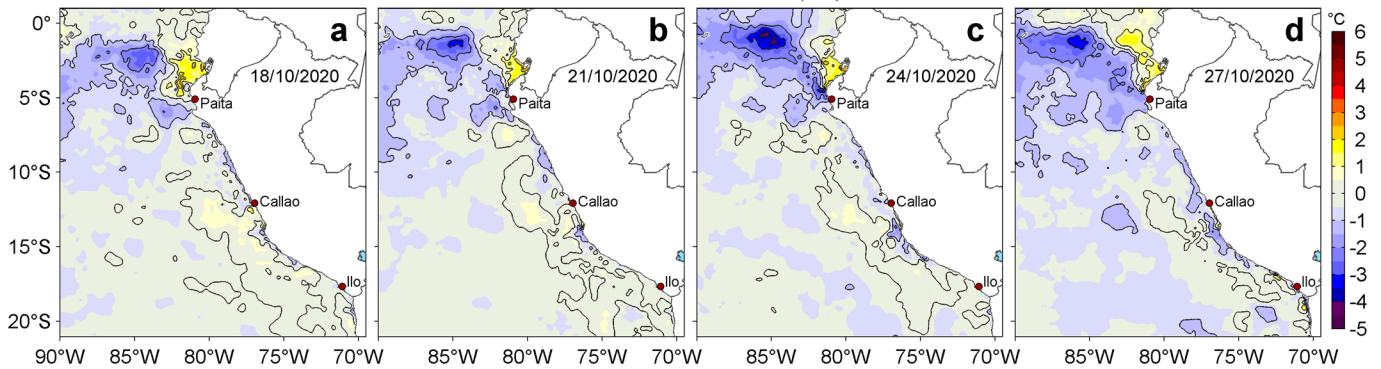 a
b
c
d
°C
0°
5°S
10°S
15°S
20°S
18/10/2020
21/10/2020
24/10/2020
27/10/2020
Paita
Paita
Paita
Paita
Callao
Callao
Callao
Callao
Ilo
Ilo
Ilo
Ilo
6
5
4
3
2
1
0
-1
-2
-3
-4
-5
90°W 85°W 80°W 75°W 70°W
85°W 80°W 75°W 70°W
85°W 80°W 75°W 70°W
85°W 80°W 75°W 70°W